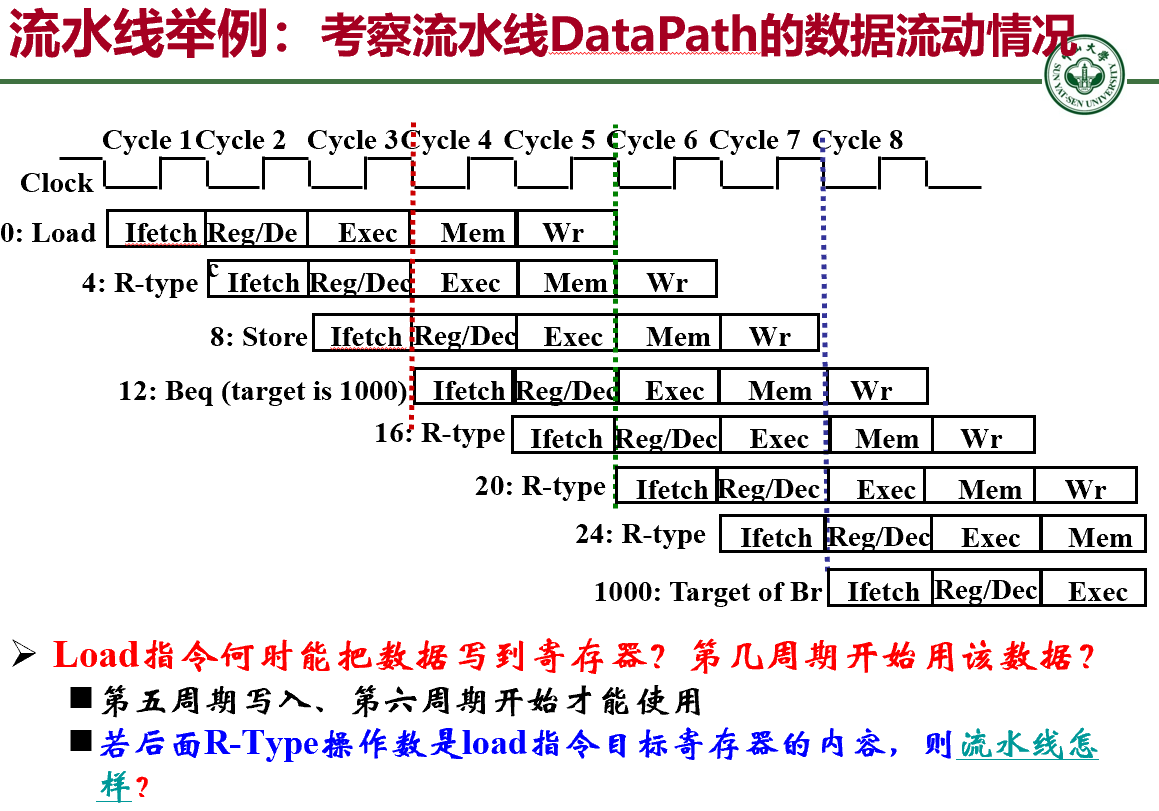 流水线举例：考察流水线DataPath的数据流动情况
中山大学
SUN YAT-SEN UNIVERSITY
Cycle 1 Cycle 2 Cycle 3 Cycle 4 Cycle 5 Cycle 6 Cycle 7 Cycle 8
Clock
0: Load Ifetch Reg/Dec Exec Mem Wr
4: R-type Ifetch Reg/Dec Exec Mem Wr
8: Store Ifetch Reg/Dec Exec Mem Wr
12: Beq (target is 1000) Ifetch Reg/Dec Exec Mem Wr
16: R-type Ifetch Reg/Dec Exec Mem Wr
20: R-type Ifetch Reg/Dec Exec Mem Wr
24: R-type Ifetch Reg/Dec Exec Mem
1000: Target of Br Ifetch Reg/Dec Exec
Load指令何时能把数据写到寄存器？第几周期开始用该数据？
第五周期写入、第六周期开始才能使用
若后面R-Type操作数是load指令目标寄存器的内容，则流水线怎
样？